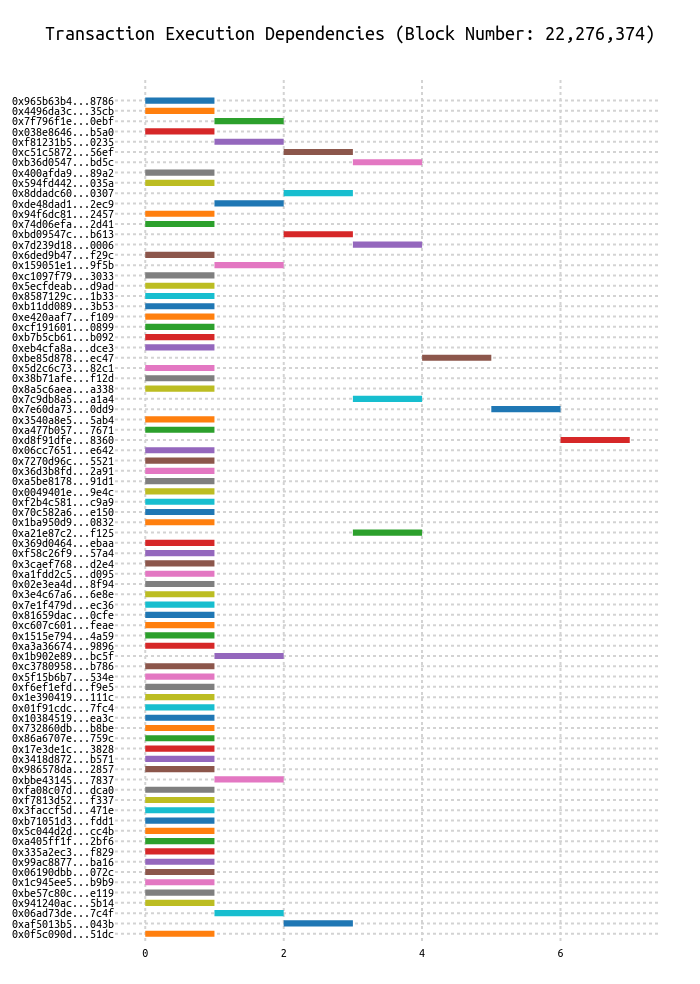 Transaction Execution Dependencies (Block Number: 22,276,374)
0x965b63b4...8786
0x4496da3c...35cb
0x7f796f1e...0ebf
0x038e8646...b5a0
0xf81231b5...0235
0xc51c5872...56ef
0xb36d0547...bd5c
0x400afda9...89a2
0x594fd442...035a
0x8ddadc60...0307
0xde48dad1...2ec9
0x94f6dc81...2457
0x74d06efa...2d41
0xbd09547c...b613
0x7d239d18...0006
0x6ded9b47...f29c
0x159051e1...9f5b
0xc1097f79...3033
0x5ecfdeab...d9ad
0x8587129c...1b33
0xb11dd089...3b53
0xe420aaf7...f109
0xcf191601...0899
0xb7b5cb61...b092
0xeb4cfa8a...dce3
0xbe85d878...ec47
0x5d2c6c73...82c1
0x38b71afe...f12d
0x8a5c6aea...a338
0x7c9db8a5...a1a4
0x7e60da73...0dd9
0x3540a8e5...5ab4
0xa477b057...7671
0xd8f91dfe...8360
0x06cc7651...e642
0x7270d96c...5521
0x36d3b8fd...2a91
0xa5be8178...91d1
0x0049401e...9e4c
0xf2b4c581...c9a9
0x70c582a6...e150
0x1ba950d9...0832
0xa21e87c2...f125
0x369d0464...ebaa
0xf58c26f9...57a4
0x3caef768...d2e4
0xa1fdd2c5...d095
0x02e3ea4d...8f94
0x3e4c67a6...6e8e
0x7e1f479d...ec36
0x81659dac...0cfe
0xc607c601...feae
0x1515e794...4a59
0xa3a36674...9896
0x1b902e89...bc5f
0xc3780958...b786
0x5f15b6b7...534e
0xf6ef1efd...f9e5
0x1e390419...111c
0x01f91cdc...7fc4
0x10384519...ea3c
0x732860db...b8be
0x86a6707e...759c
0x17e3de1c...3828
0x3418d872...b571
0x986578da...2857
0xbbe43145...7837
0xfa08c07d...dca0
0xf7813d52...f337
0x3faccf5d...471e
0xb71051d3...fdd1
0x5c044d2d...cc4b
0xa405ff1f...2bf6
0x335a2ec3...f829
0x99ac8877...ba16
0x06190dbb...072c
0x1c945ee5...b9b9
0xbe57c80c...e119
0x941240ac...5b14
0x06ad73de...7c4f
0xaf5013b5...043b
0x0f5c090d...51dc
0 2 4 6